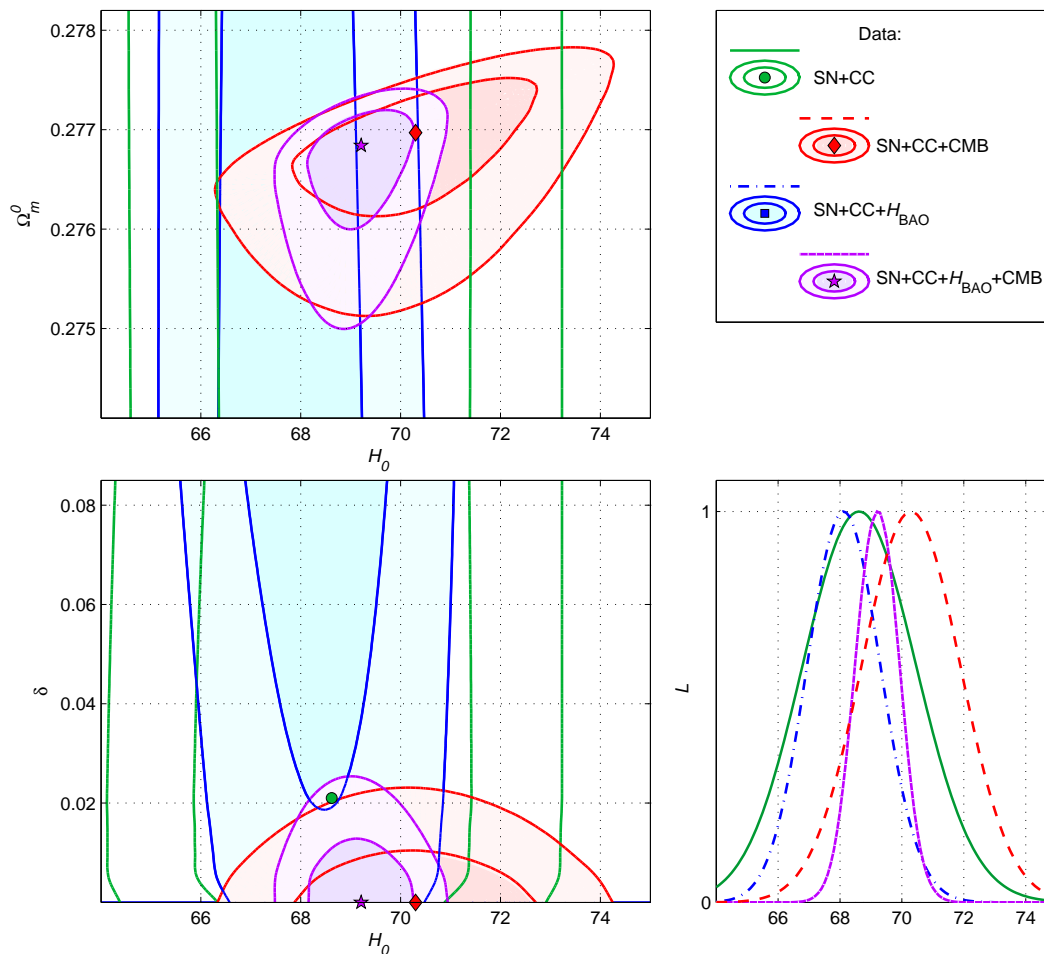 0.278
0.277
0.276
0.275
Ω_m^0
66 68 70 72 74
H_0
Data:
SN+CC
SN+CC+CMB
SN+CC+H_BAO
SN+CC+H_BAO+CMB
0.08
0.06
0.04
0.02
δ
66 68 70 72 74
H_0
1
0
L
64 66 68 70 72 74